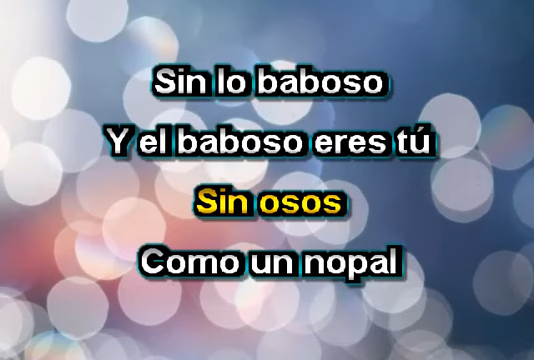 Sin lo baboso
Y el baboso eres tú
Sin osos
Como un nopal